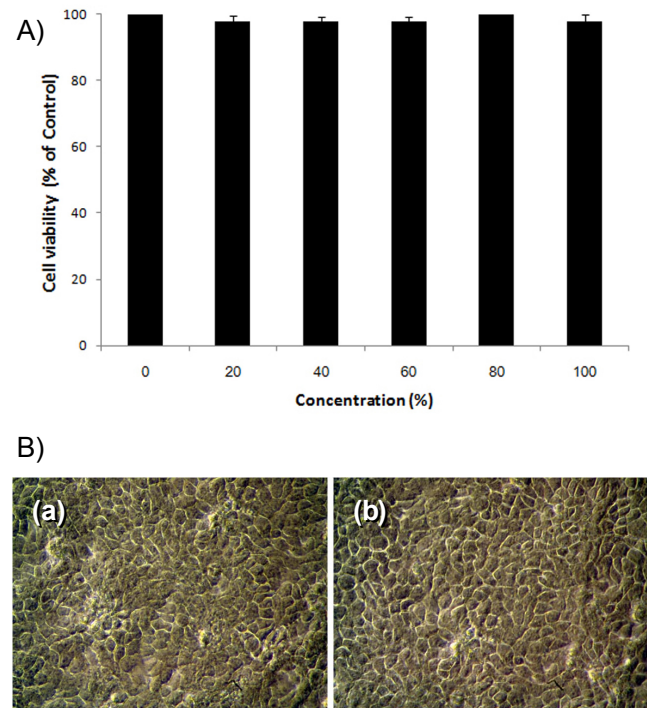 A)
Cell viability (% of Control)
100
80
60
40
20
0
0 20 40 60 80 100
Concentration (%)
B)
(a) (b)